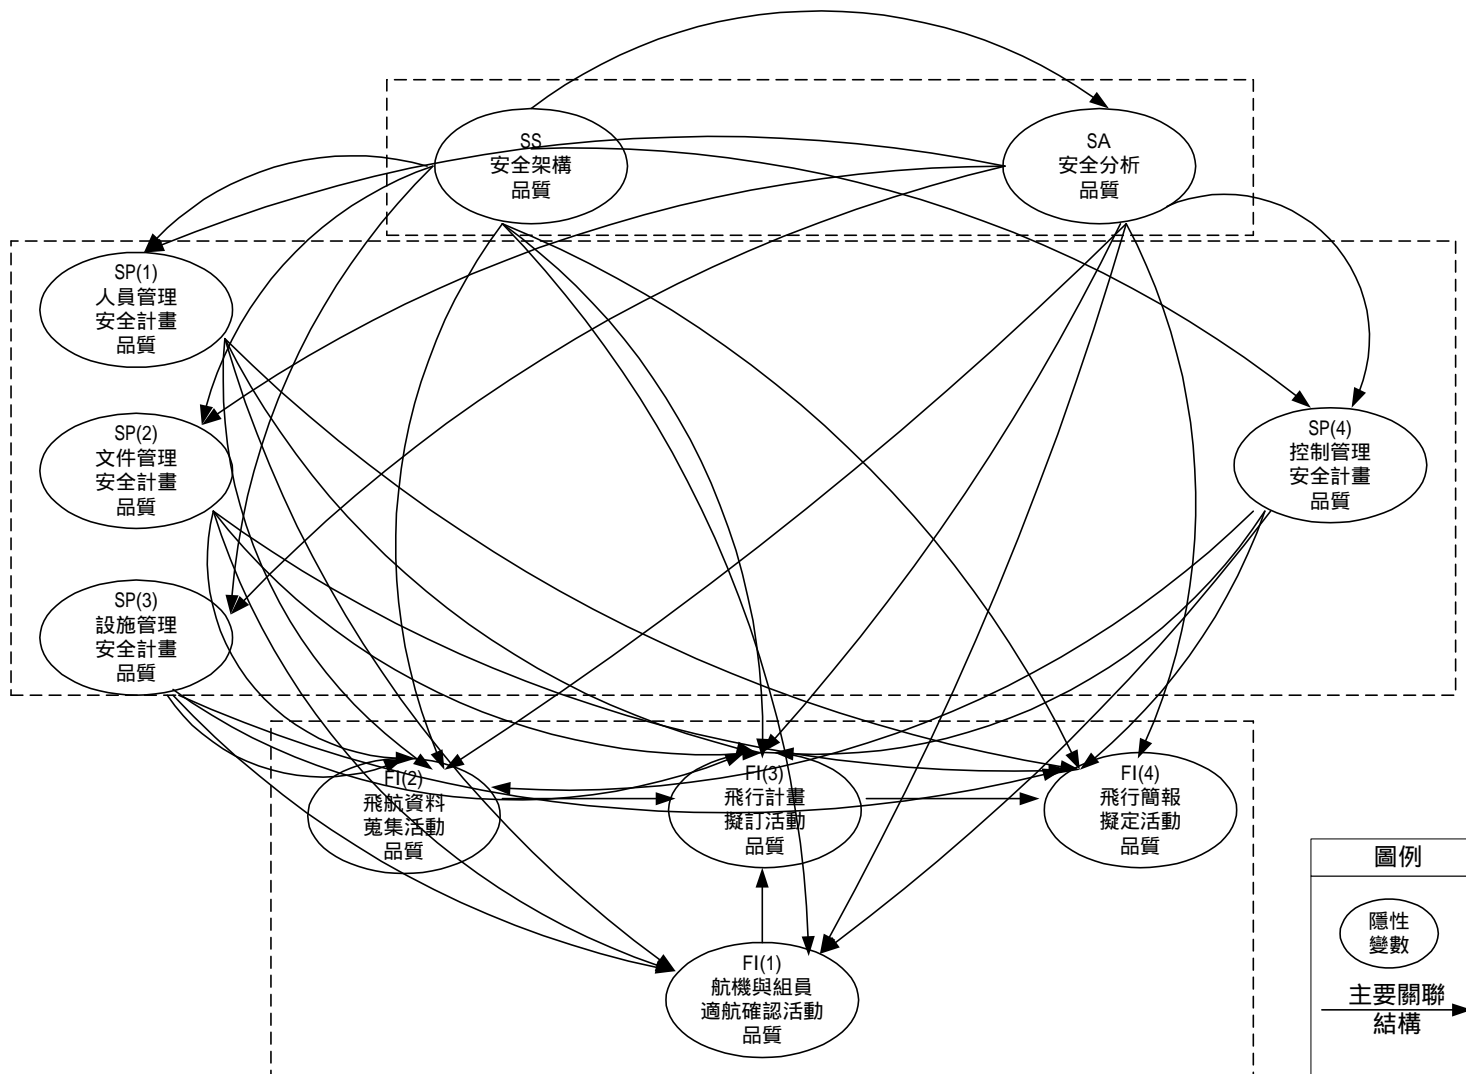 SS
安全架構
品質
SA
安全分析
品質
SP(1)
人員管理
安全計畫
品質
SP(2)
文件管理
安全計畫
品質
SP(3)
設施管理
安全計畫
品質
SP(4)
控制管理
安全計畫
品質
FI(2)
飛航資料
蒐集活動
品質
FI(3)
飛行計畫
擬訂活動
品質
FI(4)
飛行簡報
擬定活動
品質
FI(1)
航機與組員
適航確認活動
品質
圖例
隱性
變數
主要關聯
結構